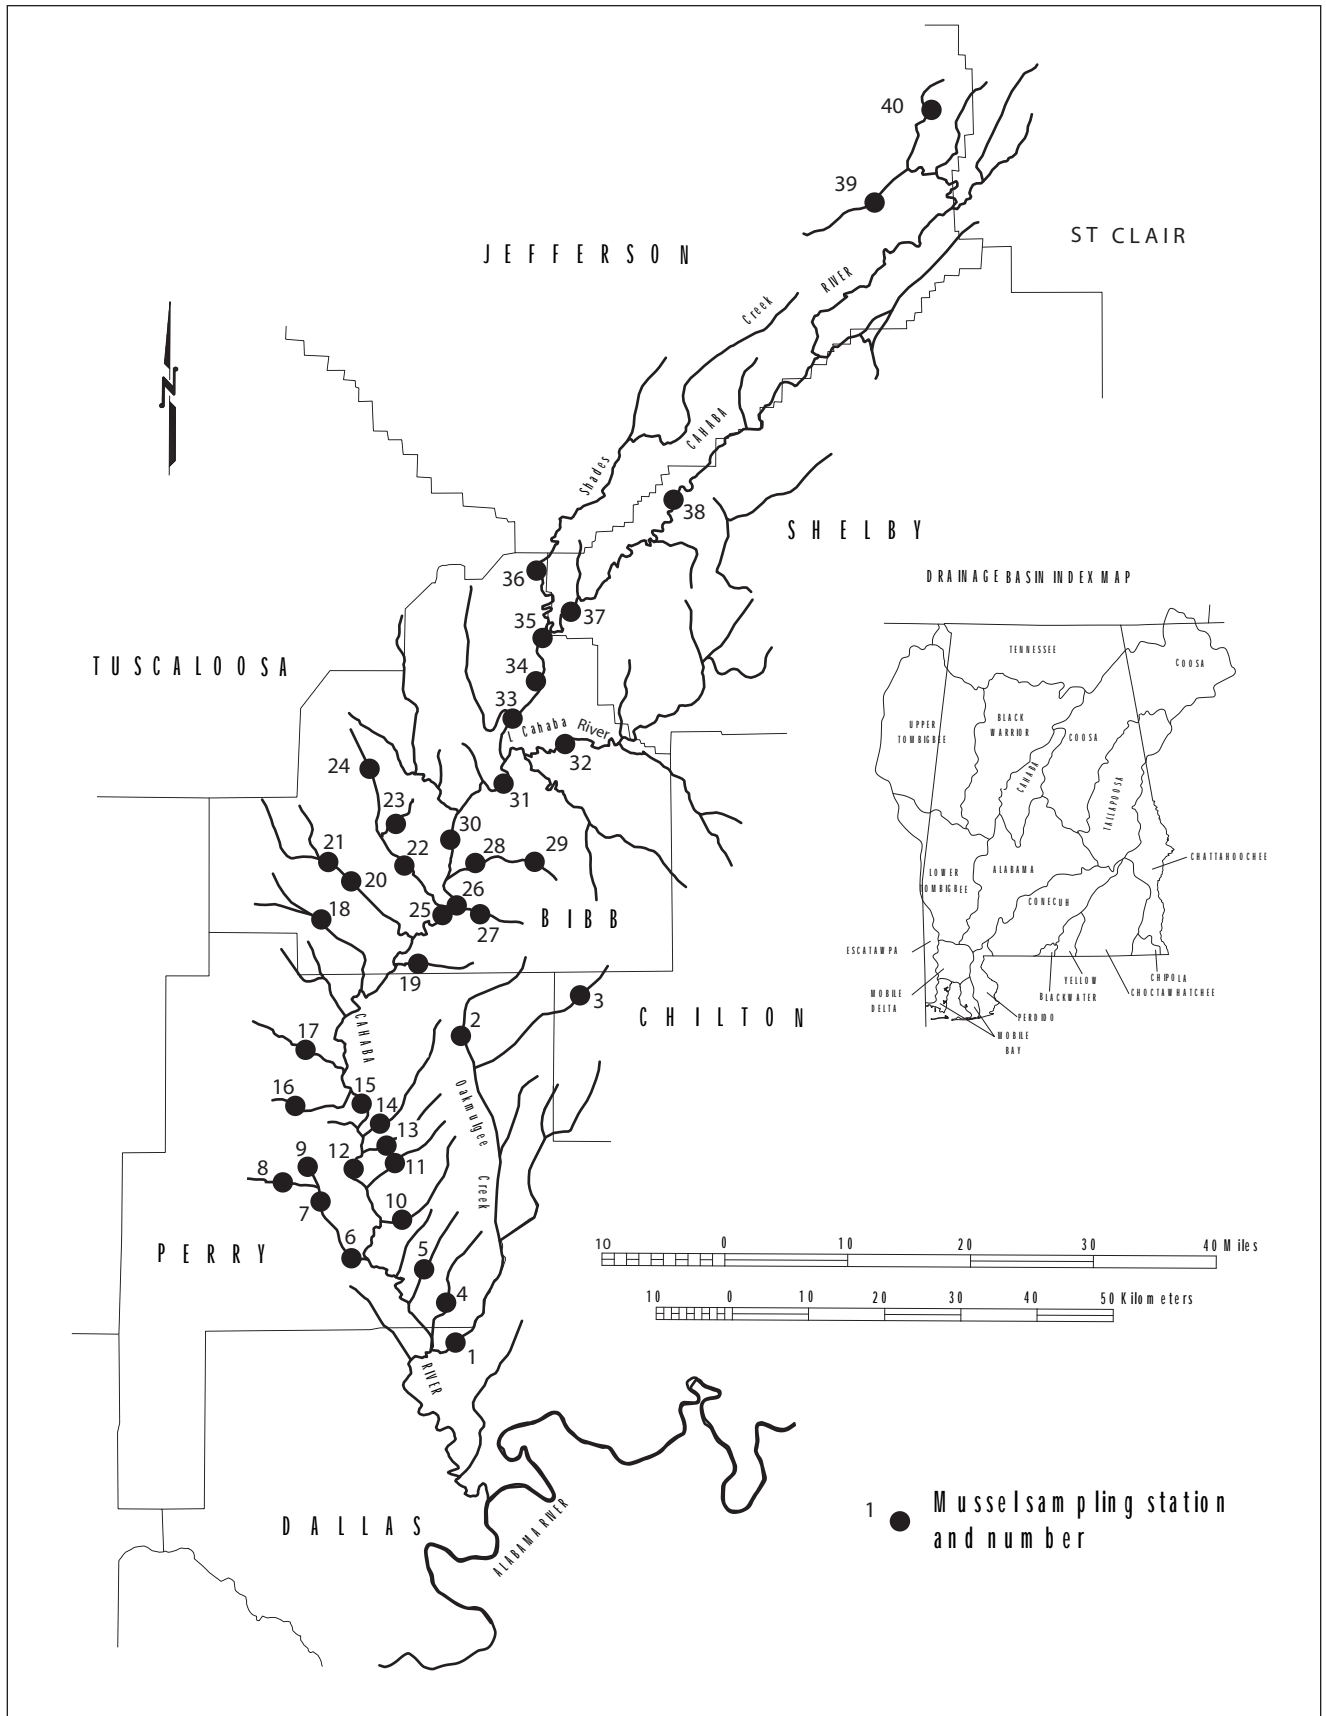 40
39
JEFFERSON
ST CLAIR
RIVER
Creek
N
CAHABA
Shades
38
SHELBY
DRAINAGE BASIN INDEX MAP
36
37
35
TENNESSEE
COOSA
TUSCALOOSA
34
33
L Cahaba River
32
UPPER
TOMBIGBEE
BLACK
WARRIOR
COOSA
CAHABA
TALLAPOOSA
24
31
23
30
21
22
28
29
CHATTAHOOCHEE
20
LOWER
TOMBIGBEE
ALABAMA
18
26
25
27
BIBB
CONECUH
ESCATAWPA
19
YELLOW
CHIPOLA
MOBILE
DELTA
BLACKWATER
CHOCTAWHATCHEE
3
CHILTON
PERDIDO
MOBILE
BAY
2
17
CAHABA
16
15
14
Oakmulgee
13
12
11
9
8
Creek
7
10
6
5
PERRY
10 0 10 20 30 40 Miles
4
10 0 10 20 30 40 50 Kilometers
1
RIVER
1
Mussel sampling station
and number
DALLAS
ALABAMA RIVER